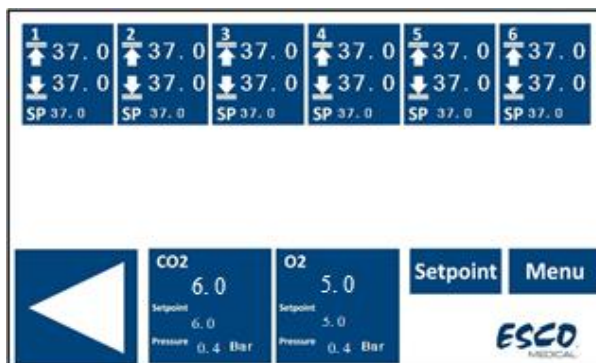 1 2 3 4 5 6
37.0 37.0 37.0 37.0 37.0 37.0
37.0 37.0 37.0 37.0 37.0 37.0
SP 37.0 SP 37.0 SP 37.0 SP 37.0 SP 37.0 SP 37.0
CO2
6.0
Setpoint
6.0
Pressure 0.4 Bar
O2
5.0
Setpoint
5.0
Pressure 0.4 Bar
Setpoint
Menu
ESCO
MEDICAL